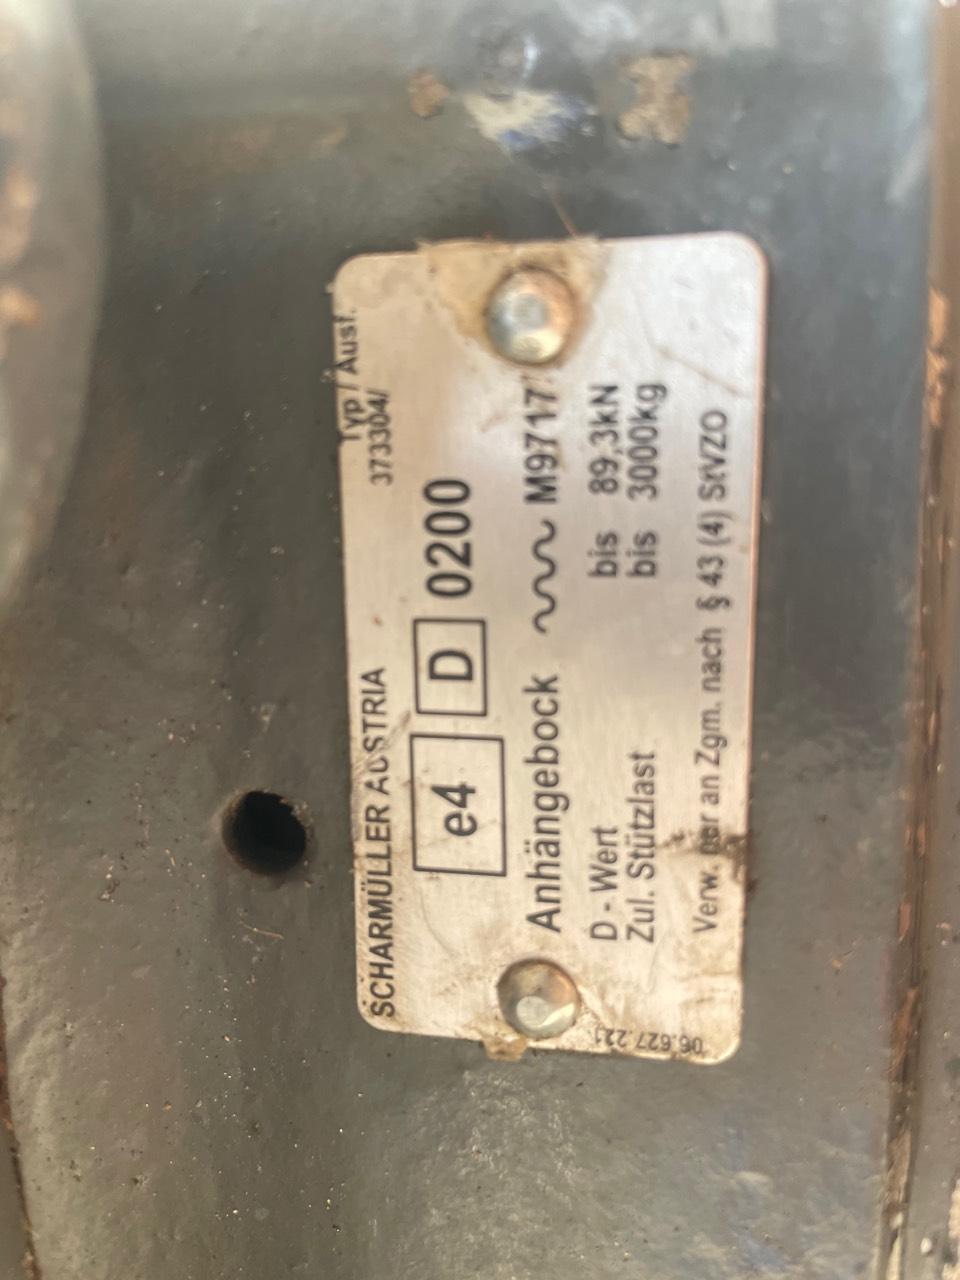 SCHARMÜLLER AUSTRIA
Typ / Ausf.
373304/
e4 D 0200
Anhängebock M9717
D - Wert bis 89,3kN
Zul. Stützlast bis 3000kg
Verw. nur an Zgm. nach § 43 (4) StVZO
06.627.221